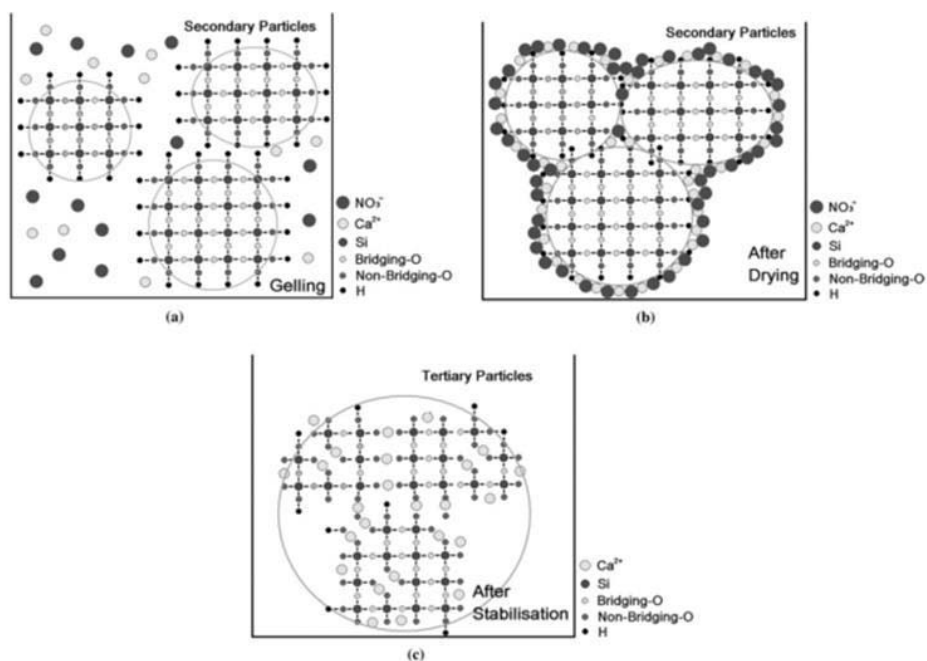 Secondary Particles
NO₃⁻
Ca²⁺
Si
Bridging-O
Non-Bridging-O
H
Gelling
(a)
Secondary Particles
NO₃⁻
Ca²⁺
Si
Bridging-O
Non-Bridging-O
H
After
Drying
(b)
Tertiary Particles
Ca²⁺
Si
Bridging-O
Non-Bridging-O
H
After
Stabilisation
(c)